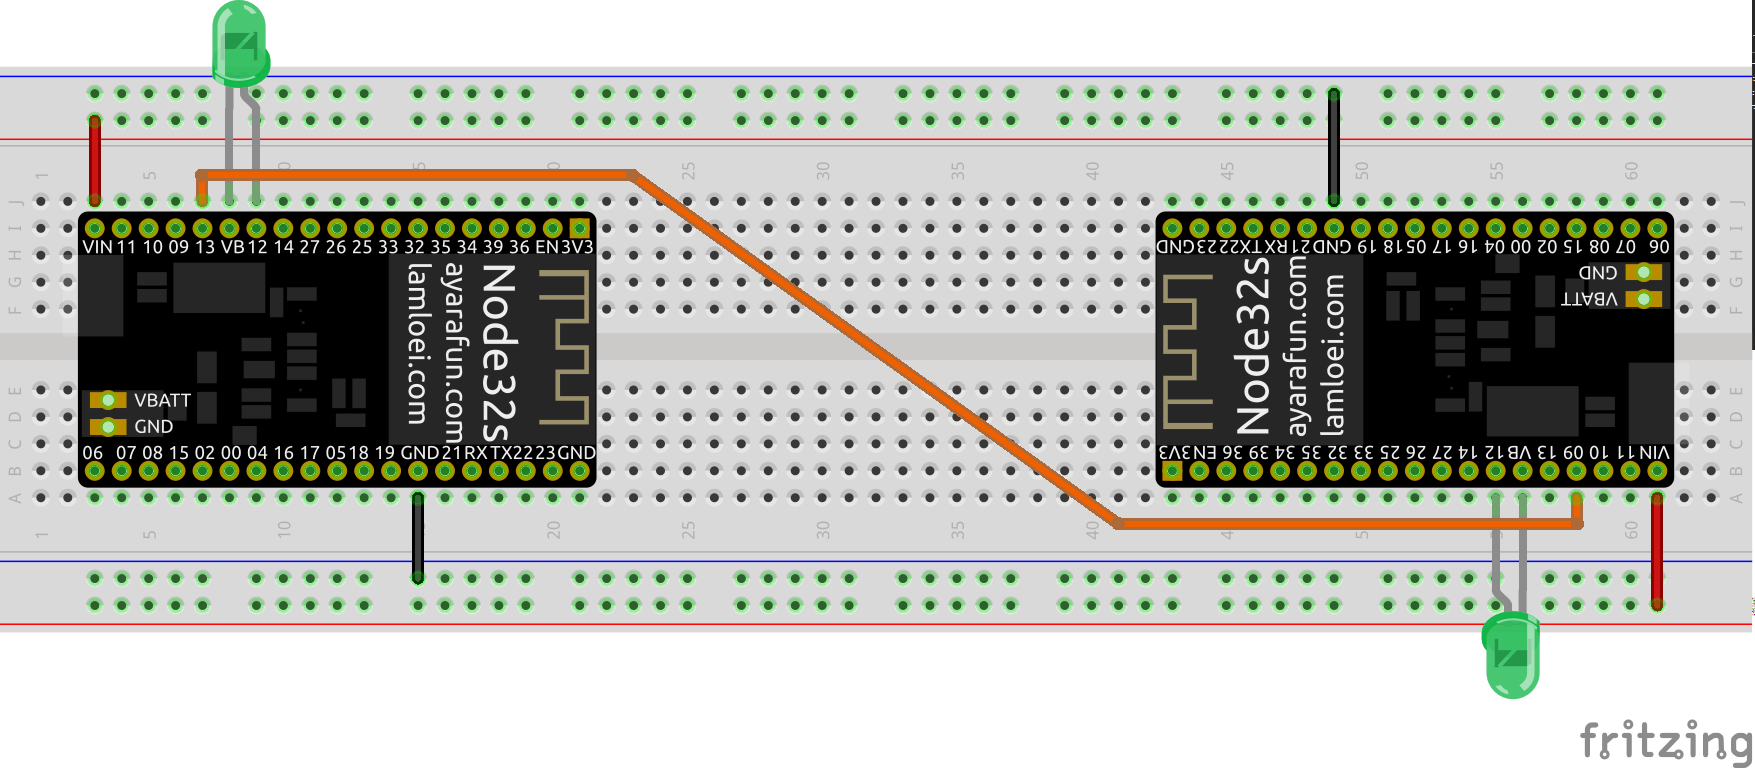 1 5 0 5 25 30 35 40 45 50 55 60
J J
I I
H H
G G
F F
VIN 11 10 09 13 VB 12 14 27 26 25 33 32 35 34 39 36 EN 3V3
Node32s
ayarafun.com
lamloei.com
VBATT
GND
06 07 08 15 02 00 04 16 17 05 18 19 GND 21 RX TX 22 23 GND
06 07 08 15 02 00 04 16 17 05 18 19 GND 21 RX TX 22 23 GND
GND
VBATT
Node32s
ayarafun.com
lamloei.com
VIN 11 10 09 13 VB 12 14 27 26 25 33 32 35 34 39 36 EN 3V3
E E
D D
C C
B B
A A
1 5 10 20 25 30 35 40 45 50 5 60
fritzing